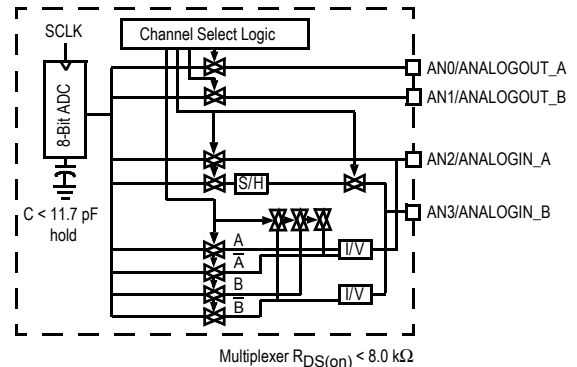 SCLK
Channel Select Logic
8-Bit ADC
AN0/ANALOGOUT_A
AN1/ANALOGOUT_B
AN2/ANALOGIN_A
S/H
C < 11.7 pF
hold
AN3/ANALOGIN_B
A
I/V
A
B
I/V
B
Multiplexer RDS(on) < 8.0 kΩ